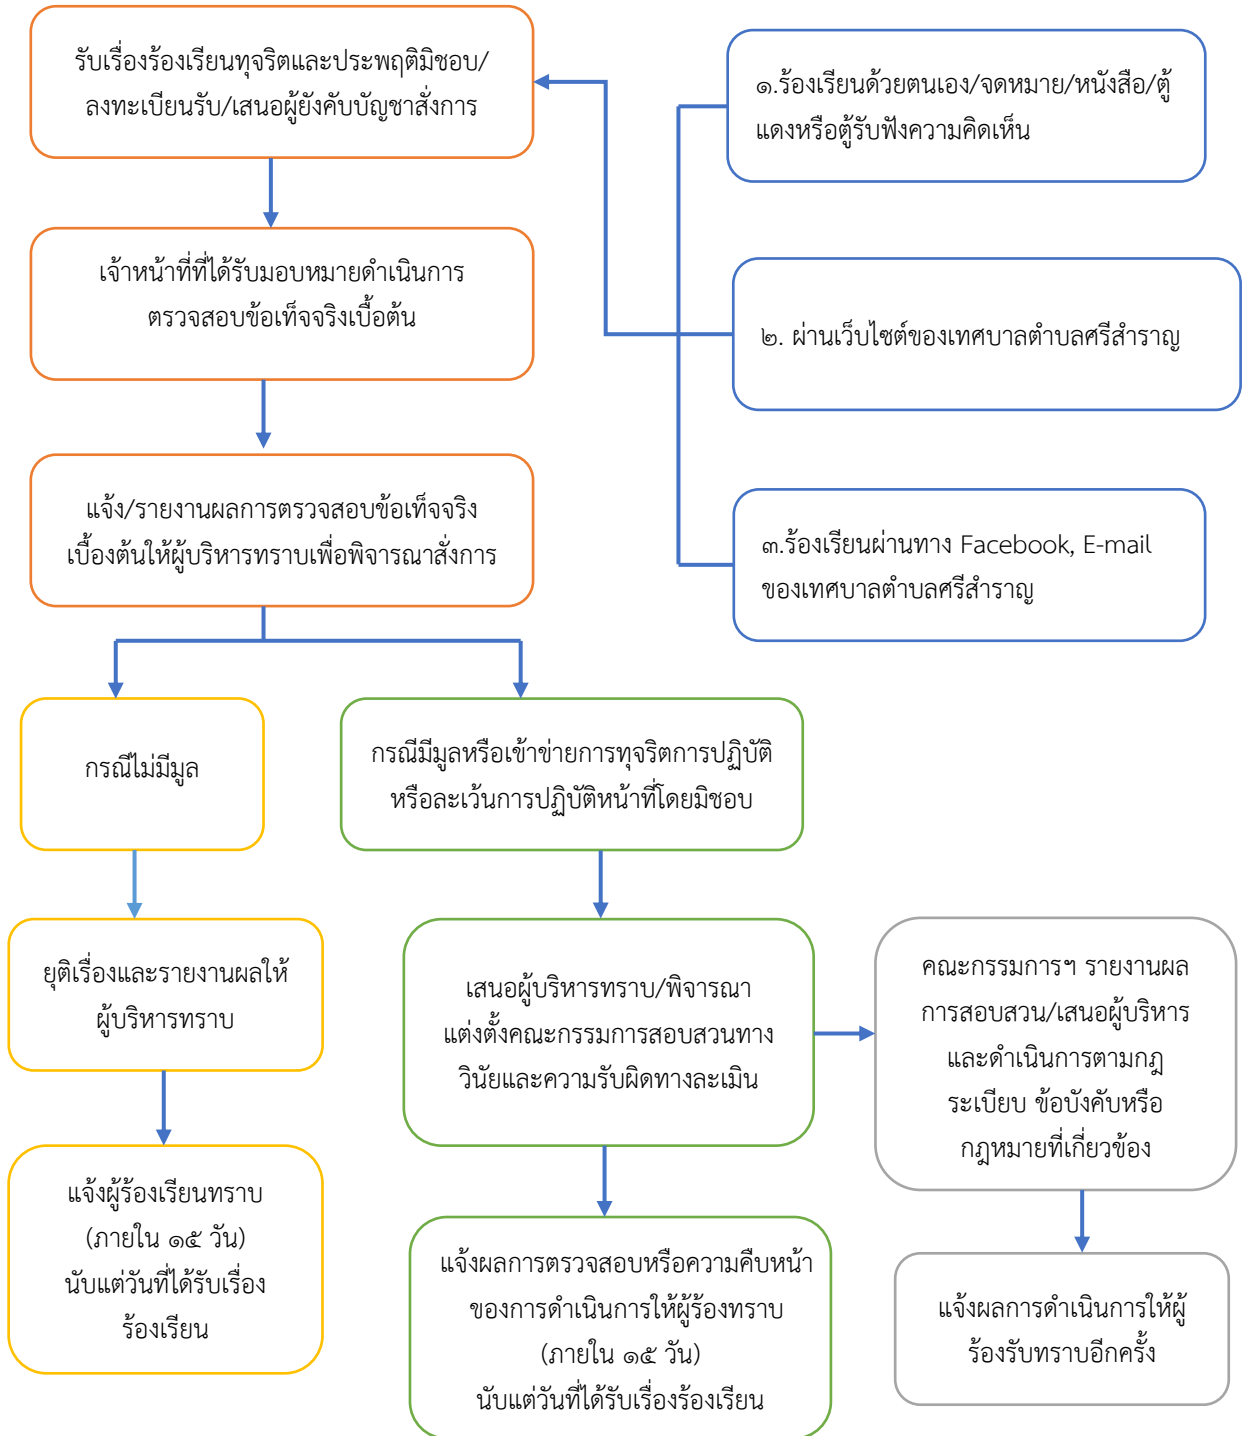 รับเรื่องร้องเรียนทุจริตและประพฤติมิชอบ/
ลงทะเบียนรับ/เสนอผู้ยังคับบัญชาสั่งการ
๑.ร้องเรียนด้วยตนเอง/จดหมาย/หนังสือ/ตู้
แดงหรือตู้รับฟังความคิดเห็น
เจ้าหน้าที่ที่ได้รับมอบหมายดำเนินการ
ตรวจสอบข้อเท็จจริงเบื้อต้น
๒. ผ่านเว็บไซต์ของเทศบาลตำบลศรีสำราญ
แจ้ง/รายงานผลการตรวจสอบข้อเท็จจริง
เบื้องต้นให้ผู้บริหารทราบเพื่อพิจารณาสั่งการ
๓.ร้องเรียนผ่านทาง Facebook, E-mail
ของเทศบาลตำบลศรีสำราญ
กรณีไม่มีมูล
กรณีมีมูลหรือเข้าข่ายการทุจริตการปฏิบัติ
หรือละเว้นการปฏิบัติหน้าที่โดยมิชอบ
ยุติเรื่องและรายงานผลให้
ผู้บริหารทราบ
เสนอผู้บริหารทราบ/พิจารณา
แต่งตั้งคณะกรรมการสอบสวนทาง
วินัยและความรับผิดทางละเมิน
คณะกรรมการฯ รายงานผล
การสอบสวน/เสนอผู้บริหาร
และดำเนินการตามกฎ
ระเบียบ ข้อบังคับหรือ
กฎหมายที่เกี่ยวข้อง
แจ้งผู้ร้องเรียนทราบ
(ภายใน ๑๕ วัน)
นับแต่วันที่ได้รับเรื่อง
ร้องเรียน
แจ้งผลการตรวจสอบหรือความคืบหน้า
ของการดำเนินการให้ผู้ร้องทราบ
(ภายใน ๑๕ วัน)
นับแต่วันที่ได้รับเรื่องร้องเรียน
แจ้งผลการดำเนินการให้ผู้
ร้องรับทราบอีกครั้ง